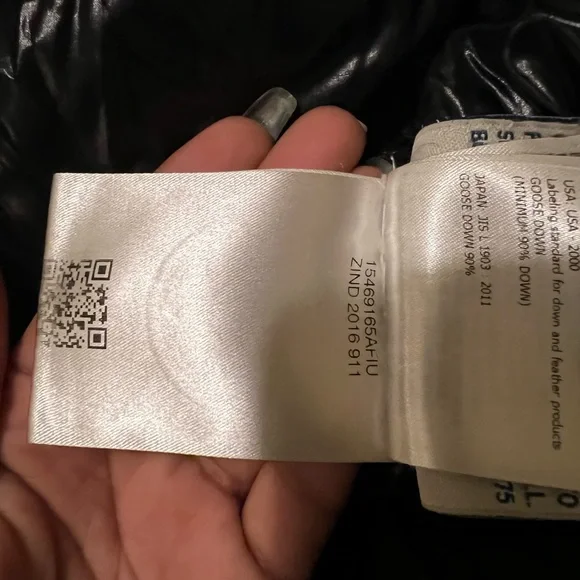 15469165AFIU
ZIND 2016 911
USA: USA - 2000
Labeling standard for down and feather products
GOOSE DOWN
(MINIMUM 90% DOWN)
JAPAN JIS L 1903 2011
GOOSE DOWN 90%
75